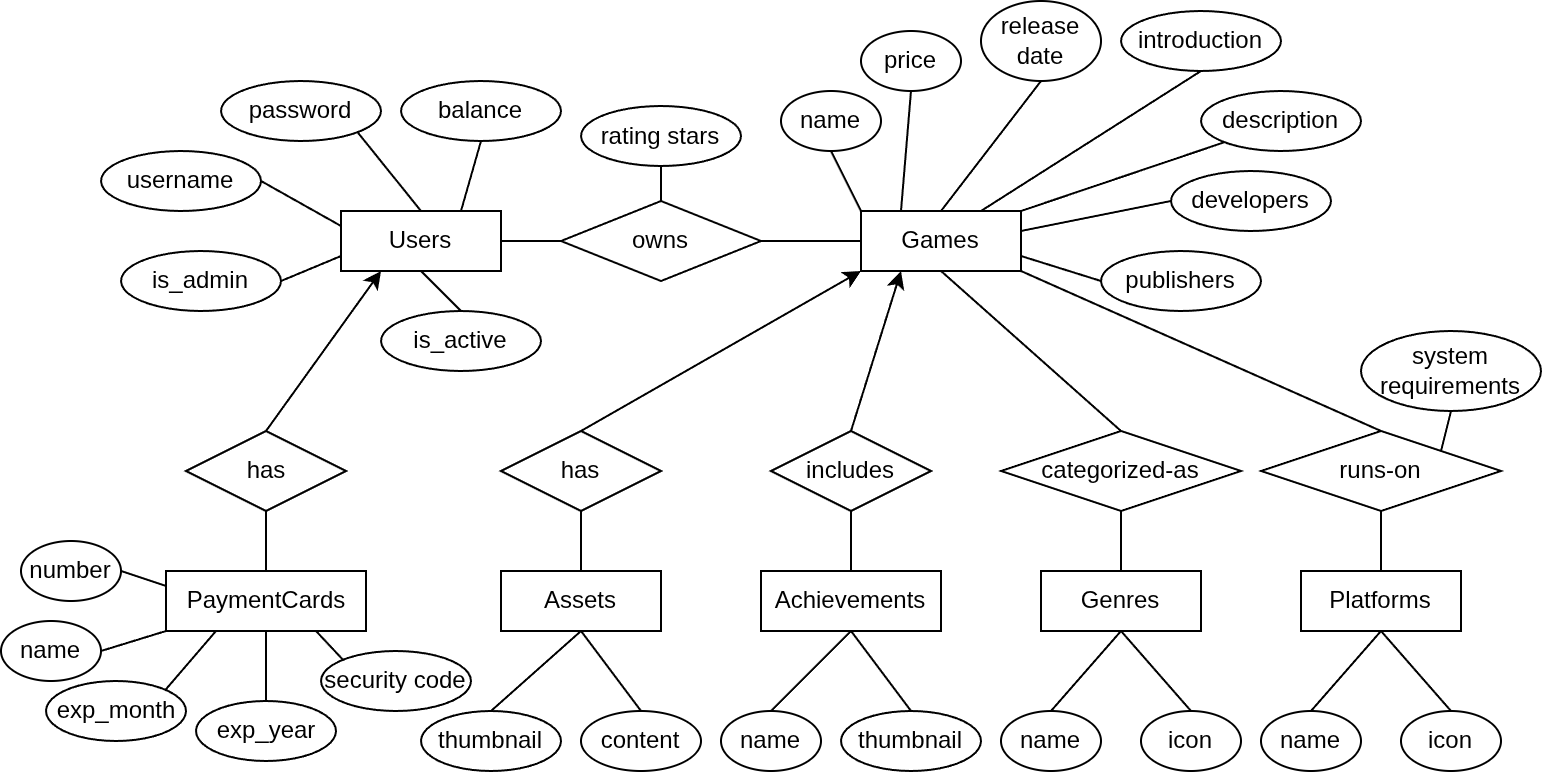 release
date
introduction
price
password
balance
name
rating stars
description
username
developers
Users
owns
Games
is_admin
publishers
is_active
system
requirements
has
has
includes
categorized-as
runs-on
number
PaymentCards
Assets
Achievements
Genres
Platforms
name
security code
exp_month
exp_year
thumbnail
content
name
thumbnail
name
icon
name
icon